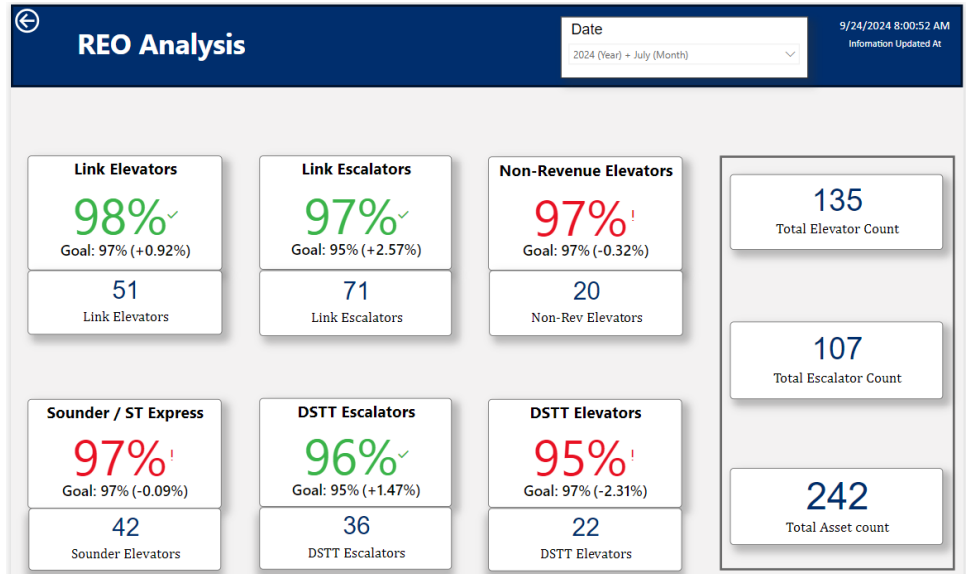 REO Analysis
Date
2024 (Year) + July (Month)
9/24/2024 8:00:52 AM
Infomation Updated At
Link Elevators
98%
Goal: 97% (+0.92%)
51
Link Elevators
Link Escalators
97%
Goal: 95% (+2.57%)
71
Link Escalators
Non-Revenue Elevators
97%!
Goal: 97% (-0.32%)
20
Non-Rev Elevators
Sounder / ST Express
97%!
Goal: 97% (-0.09%)
42
Sounder Elevators
DSTT Escalators
96%
Goal: 95% (+1.47%)
36
DSTT Escalators
DSTT Elevators
95%!
Goal: 97% (-2.31%)
22
DSTT Elevators
135
Total Elevator Count
107
Total Escalator Count
242
Total Asset count